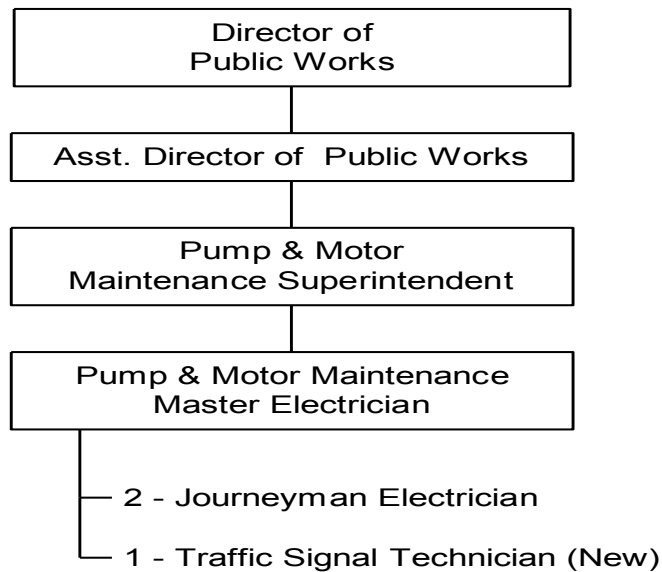 Director of
Public Works
Asst. Director of Public Works
Pump & Motor
Maintenance Superintendent
Pump & Motor Maintenance
Master Electrician
2 - Journeyman Electrician
1 - Traffic Signal Technician (New)